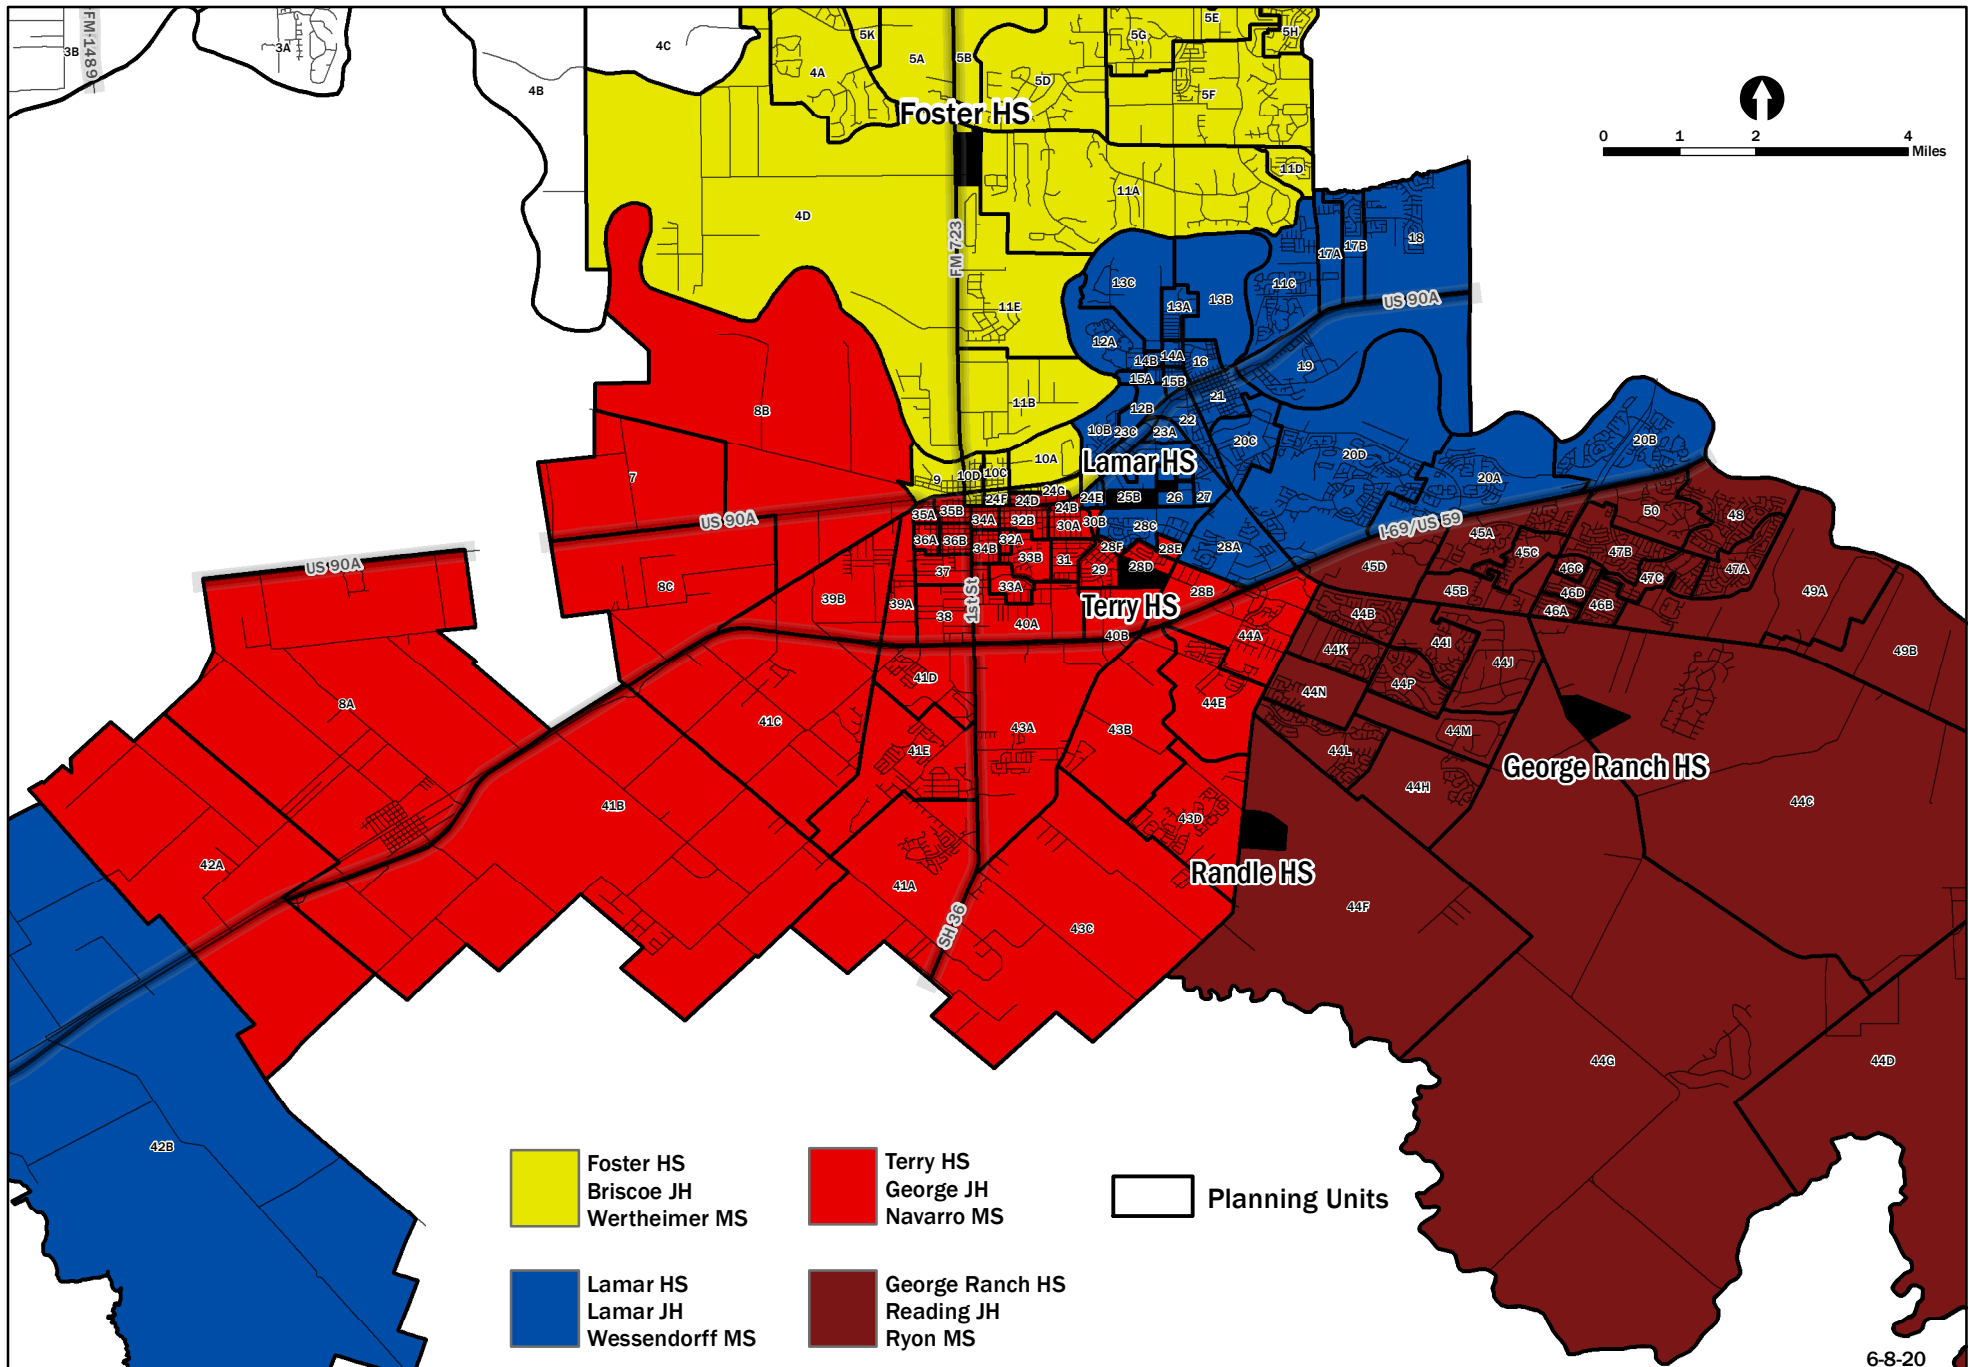 FM 1489
3B
3A
4C
4B
4A
5K
5A
5B
5D
5G
5E
5H
5F
Foster HS
0 1 2 4
Miles
11D
11A
4D
FM 723
17A
17B
18
13C
11C
13A
13B
US 90A
11E
12A
14B
14A
16
19
15A
15B
8B
11B
12B
21
22
10B
23C
23A
20C
20B
20D
Lamar HS
10A
9
10D
10C
7
20A
24G
24F
24D
24E
25B
26
27
24B
35A
35B
34A
32B
30A
30B
28C
US 90A
I-69/US 59
50
48
36A
36B
32A
34B
33B
31
28F
28E
28A
45A
45C
47B
US 90A
37
29
28D
45D
46C
47A
47C
8C
33A
28B
45B
46D
49A
39B
39A
1st St
Terry HS
46A
46B
38
40A
40B
44A
44B
44I
49B
44K
44J
41D
44P
44N
8A
44E
41C
43A
43B
44M
41E
44L
George Ranch HS
44H
41B
43D
44C
42A
Randle HS
41A
44F
SH 36
43C
44G
44D
42B
Foster HS
Briscoe JH
Wertheimer MS
Terry HS
George JH
Navarro MS
Planning Units
Lamar HS
Lamar JH
Wessendorff MS
George Ranch HS
Reading JH
Ryon MS
6-8-20